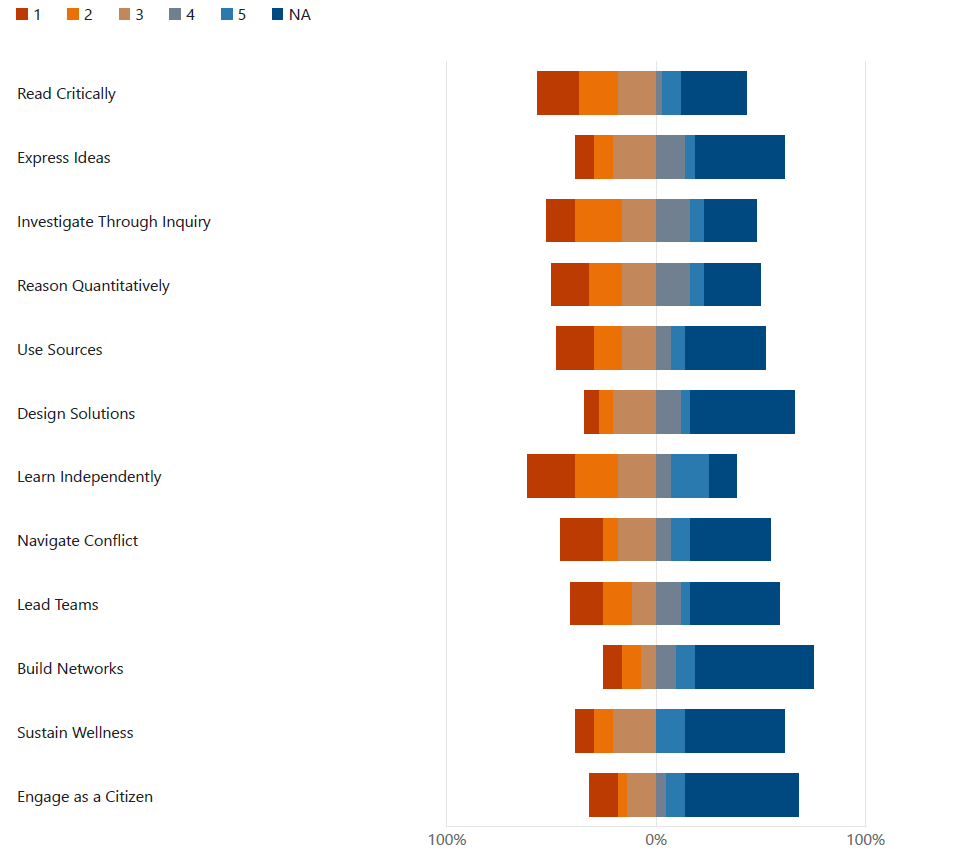 1 2 3 4 5 NA
Read Critically
Express Ideas
Investigate Through Inquiry
Reason Quantitatively
Use Sources
Design Solutions
Learn Independently
Navigate Conflict
Lead Teams
Build Networks
Sustain Wellness
Engage as a Citizen
100% 0% 100%